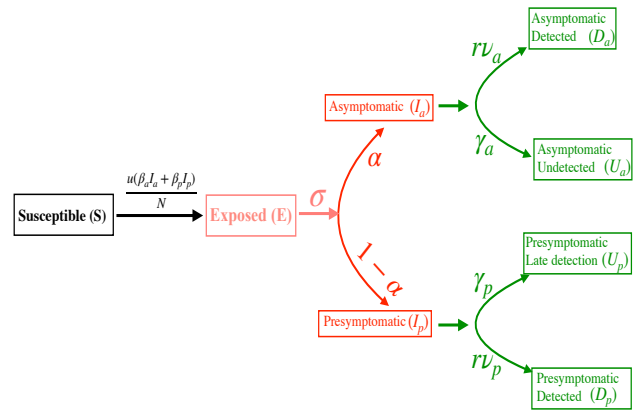 Asymptomatic
Detected (Dₐ)
rνₐ
Asymptomatic (Iₐ)
γₐ
Asymptomatic
Undetected (Uₐ)
α
u(βₐIₐ + βₚIₚ)
N
Susceptible (S)
Exposed (E)
σ
1 − α
Presymptomatic
Late detection (Uₚ)
γₚ
Presymptomatic (Iₚ)
rνₚ
Presymptomatic
Detected (Dₚ)